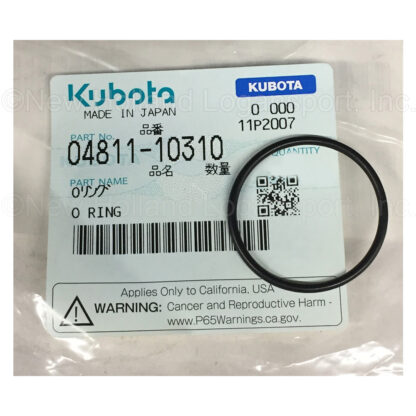 Kubota
KUBOTA
MADE IN JAPAN
0 000
11P2007
品番
PART No.
04811-10310
品名
数量
QUANTITY
PART NAME
Oリング
O RING
Applies Only to California. USA
WARNING: Cancer and Reproductive Harm -
www.P65Warnings.ca.gov.